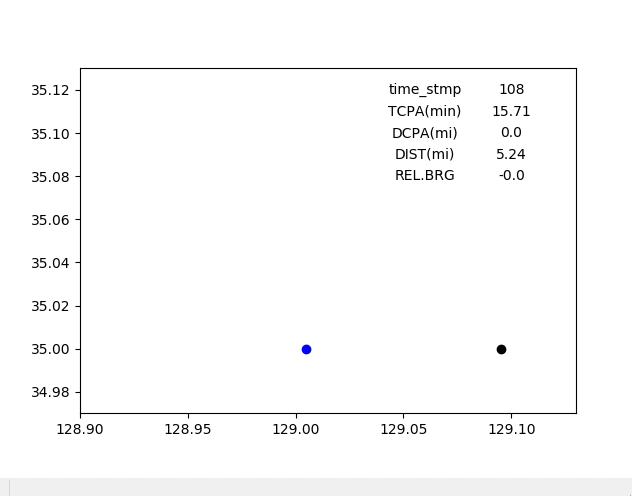 35.12
35.10
35.08
35.06
35.04
35.02
35.00
34.98
time_stmp 108
TCPA(min) 15.71
DCPA(mi) 0.0
DIST(mi) 5.24
REL.BRG -0.0
128.90 128.95 129.00 129.05 129.10